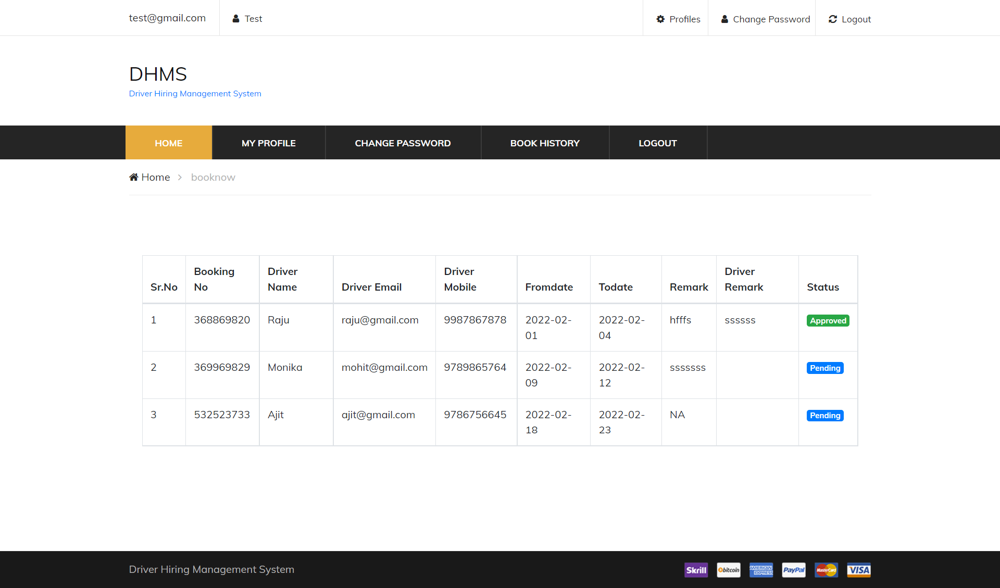 test@gmail.com Test Profiles Change Password Logout
DHMS
Driver Hiring Management System
HOME MY PROFILE CHANGE PASSWORD BOOK HISTORY LOGOUT
Home booknow
Sr.No Booking No Driver Name Driver Email Driver Mobile Fromdate Todate Remark Driver Remark Status
1 368869820 Raju raju@gmail.com 9987867878 2022-02-01 2022-02-04 hfffs ssssss Approved
2 369969829 Monika mohit@gmail.com 9789865764 2022-02-09 2022-02-12 sssssss Pending
3 532523733 Ajit ajit@gmail.com 9786756645 2022-02-18 2022-02-23 NA Pending
Driver Hiring Management System Skrill bitcoin AMERICAN EXPRESS PayPal MasterCard VISA